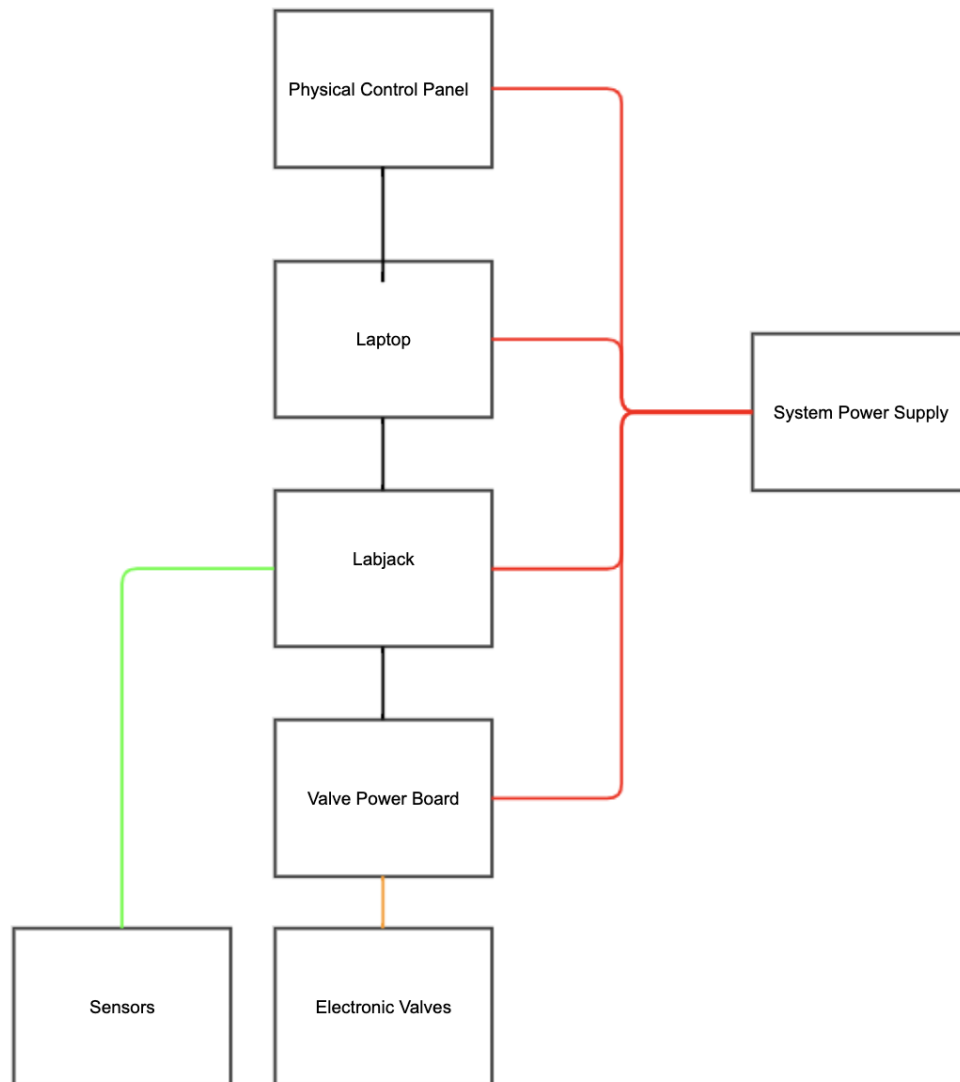 Physical Control Panel
Laptop
System Power Supply
Labjack
Valve Power Board
Sensors
Electronic Valves